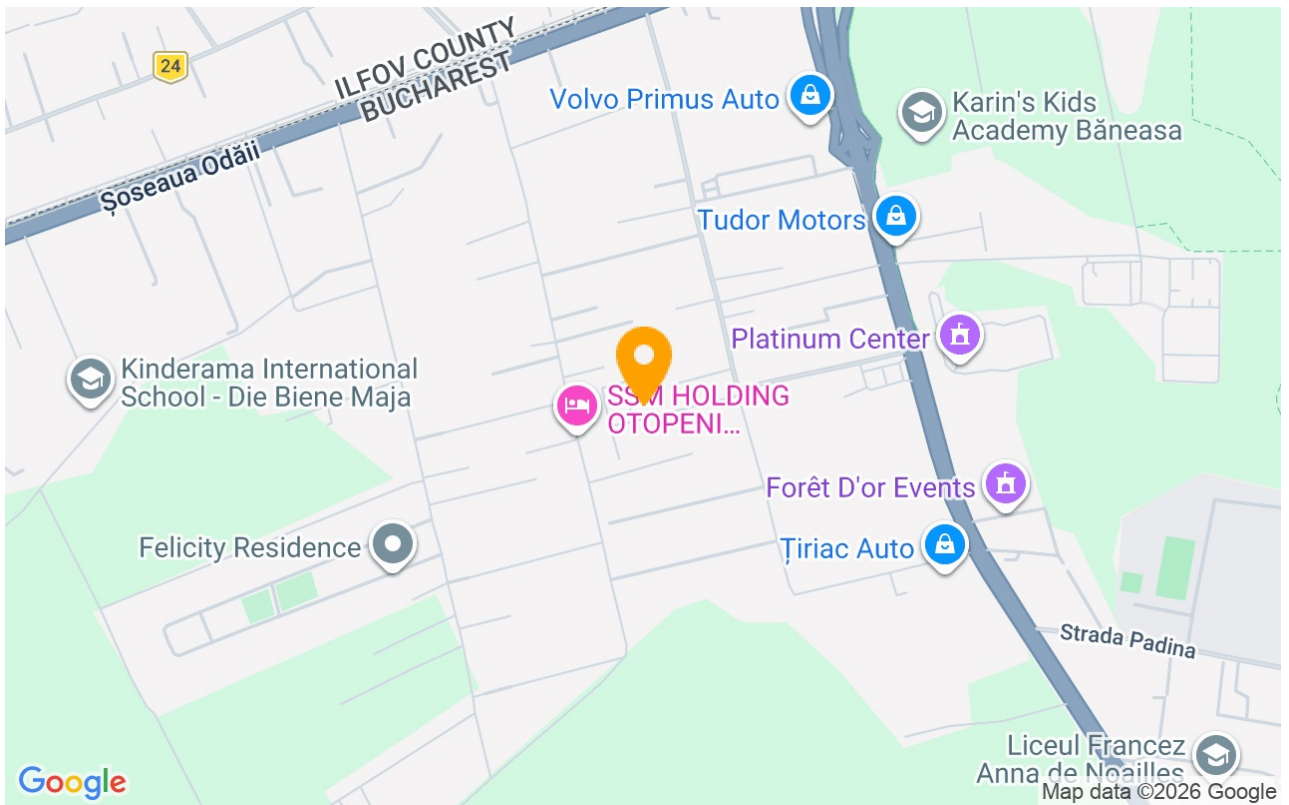 24
ILFOV COUNTY
BUCHAREST
Șoseaua Odăii
Volvo Primus Auto
Karin's Kids
Academy Băneasa
Tudor Motors
Platinum Center
Kinderama International
School - Die Biene Maja
SSM HOLDING
OTOPENI...
Forêt D'or Events
Felicity Residence
Țiriac Auto
Strada Padina
Liceul Francez
Anna de Noailles
Google
Map data ©2026 Google